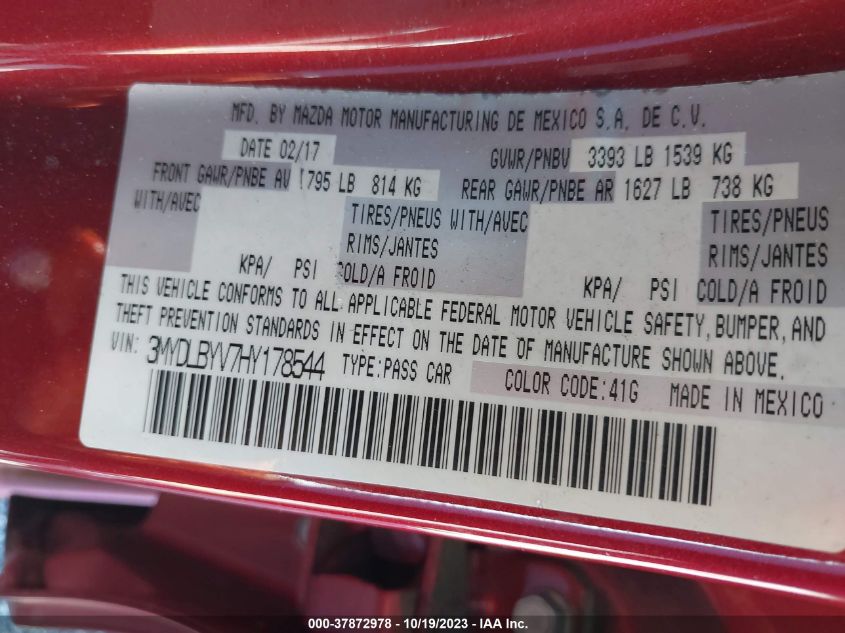 MFD. BY MAZDA MOTOR MANUFACTURING DE MEXICO S.A. DE C.V.
DATE 02/17 GVWR/PNBV 3393 LB 1539 KG
FRONT GAWR/PNBE AV 1795 LB 814 KG REAR GAWR/PNBE AR 1627 LB 738 KG
WITH/AVEC TIRES/PNEUS WITH/AVEC TIRES/PNEUS
RIMS/JANTES RIMS/JANTES
KPA/ PSI COLD/A FROID KPA/ PSI COLD/A FROID
THIS VEHICLE CONFORMS TO ALL APPLICABLE FEDERAL MOTOR VEHICLE SAFETY, BUMPER, AND
THEFT PREVENTION STANDARDS IN EFFECT ON THE DATE OF MANUFACTURE SHOWN ABOVE.
VIN: 3MYDLBYV7HY178544 TYPE:PASS CAR COLOR CODE:41G MADE IN MEXICO
000-37872978 - 10/19/2023 - IAA Inc.